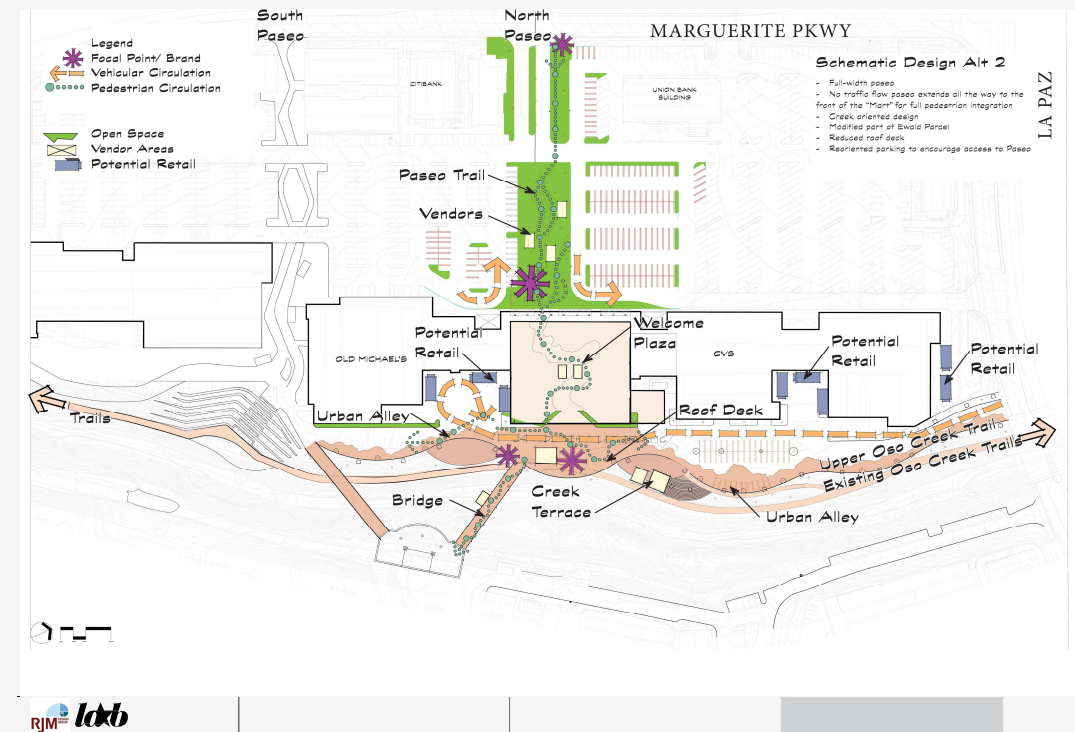 South
Paseo
North
Paseo
MARGUERITE PKWY
LA PAZ
Legend
Focal Point/ Brand
Vehicular Circulation
Pedestrian Circulation
Open Space
Vendor Areas
Potential Retail
CITIBANK
UNION BANK
BUILDING
Schematic Design Alt 2
- Full-width paseo
- No traffic flow paseo extends all the way to the
front of the "Mart" for full pedestrian integration
- Creek oriented design
- Modified part of Ewald Parcel
- Reduced roof deck
- Reoriented parking to encourage access to Paseo
Paseo Trail
Vendors
Welcome
Plaza
Potential
Retail
OLD MICHAEL'S
CVS
Potential
Retail
Potential
Retail
Trails
Urban Alley
Roof Deck
Upper Oso Creek Trail
Existing Oso Creek Trails
Bridge
Creek
Terrace
Urban Alley
RJM
DESIGN
GROUP
lab